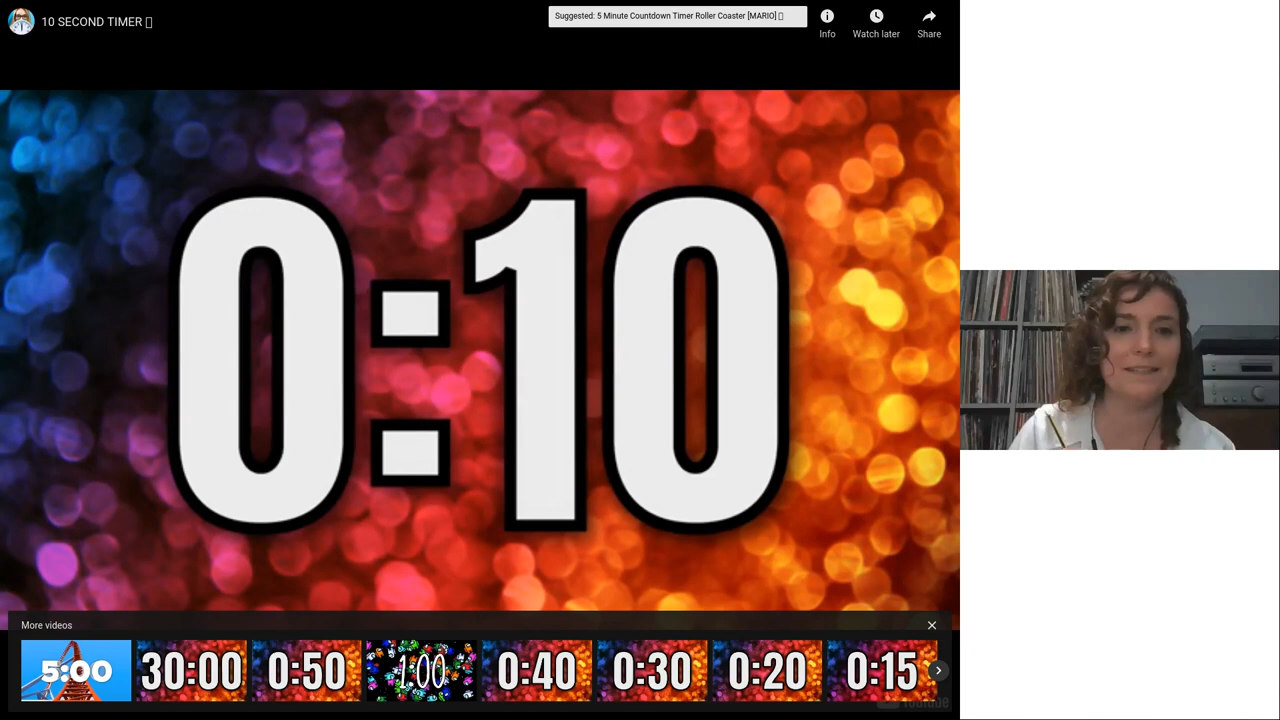 10 SECOND TIMER
Suggested: 5 Minute Countdown Timer Roller Coaster [MARIO]
Info
Watch later
Share
0:10
More videos
5:00
30:00
0:50
1:00
0:40
0:30
0:20
0:15
YouTube